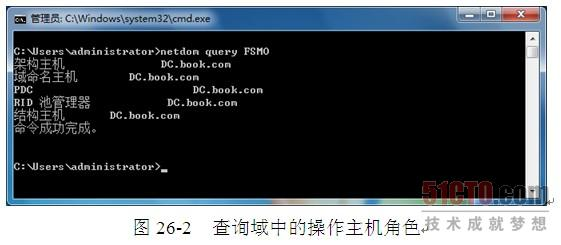 管理员: C:\Windows\system32\cmd.exe
C:\Users\administrator>netdom query FSMO
架构主机 DC.book.com
域命名主机 DC.book.com
PDC DC.book.com
RID 池管理器 DC.book.com
结构主机 DC.book.com
命令成功完成。
C:\Users\administrator>_
51CTO.com
技术成就梦想
图 26-2 查询域中的操作主机角色